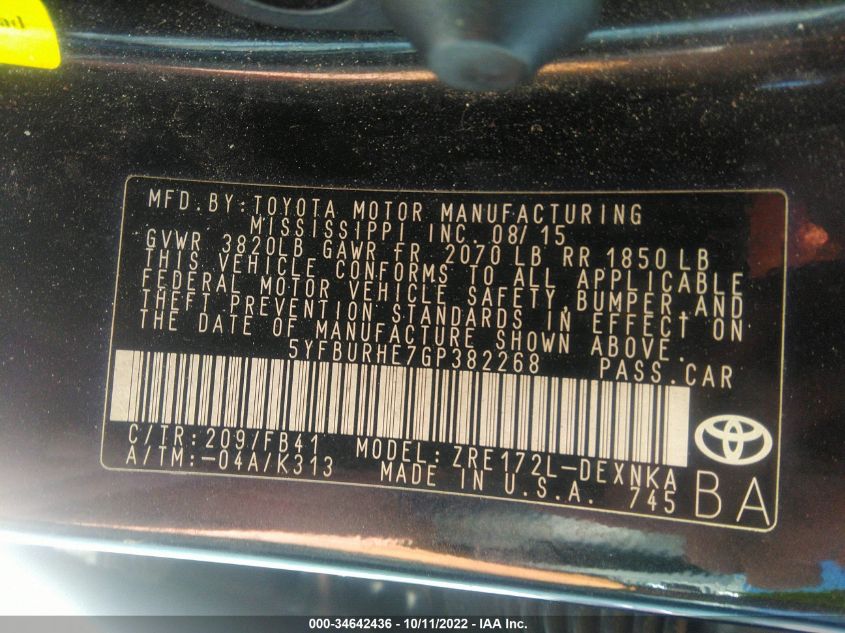 ad
MFD.BY:TOYOTA MOTOR MANUFACTURING
MISSISSIPPI INC. 08/15
GVWR 3820LB GAWR FR 2070 LB RR 1850 LB
THIS VEHICLE CONFORMS TO ALL APPLICABLE
FEDERAL MOTOR VEHICLE SAFETY,BUMPER,AND
THEFT PREVENTION STANDARDS IN EFFECT ON
THE DATE OF MANUFACTURE SHOWN ABOVE.
5YFBURHE7GP382268 PASS.CAR
C/TR:209/FB41 MODEL:ZRE172L-DEXNKA
A/TM:-04A/K313 MADE IN U.S.A. 745
BA
000-34642436 - 10/11/2022 - IAA Inc.